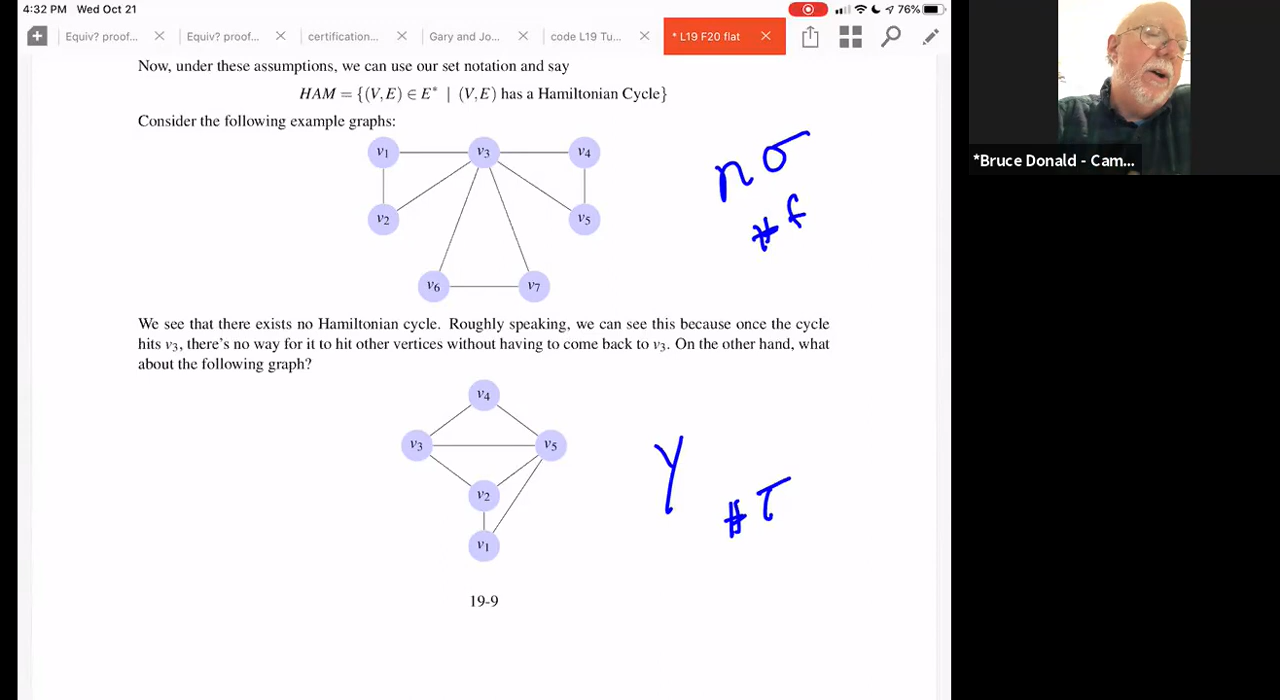 4:32 PM Wed Oct 21
76%
Equiv? proof... Equiv? proof... certification... Gary and Jo... code L19 Tu... * L19 F20 flat
Now, under these assumptions, we can use our set notation and say
HAM = {(V,E) ∈ E* | (V,E) has a Hamiltonian Cycle}
Consider the following example graphs:
v1 v3 v4
v2 v5
v6 v7
no
#f
We see that there exists no Hamiltonian cycle. Roughly speaking, we can see this because once the cycle
hits v3, there's no way for it to hit other vertices without having to come back to v3. On the other hand, what
about the following graph?
v4
v3 v5
v2
v1
Y
#T
19-9
*Bruce Donald - Cam...